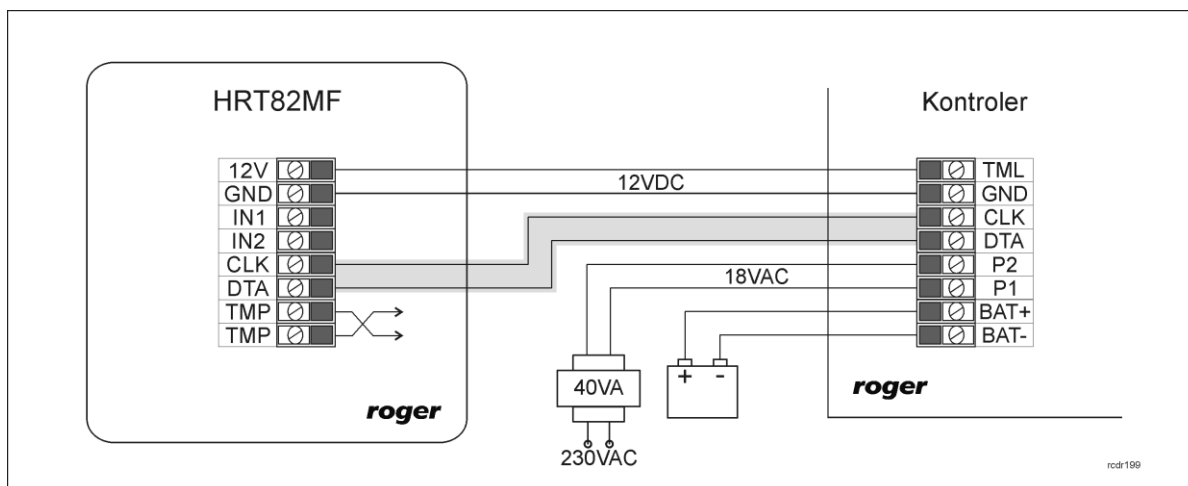 HRT82MF
12V
GND
IN1
IN2
CLK
DTA
TMP
TMP
roger
12VDC
18VAC
40VA
230VAC
+ -
Kontroler
TML
GND
CLK
DTA
P2
P1
BAT+
BAT-
roger
rcdr199